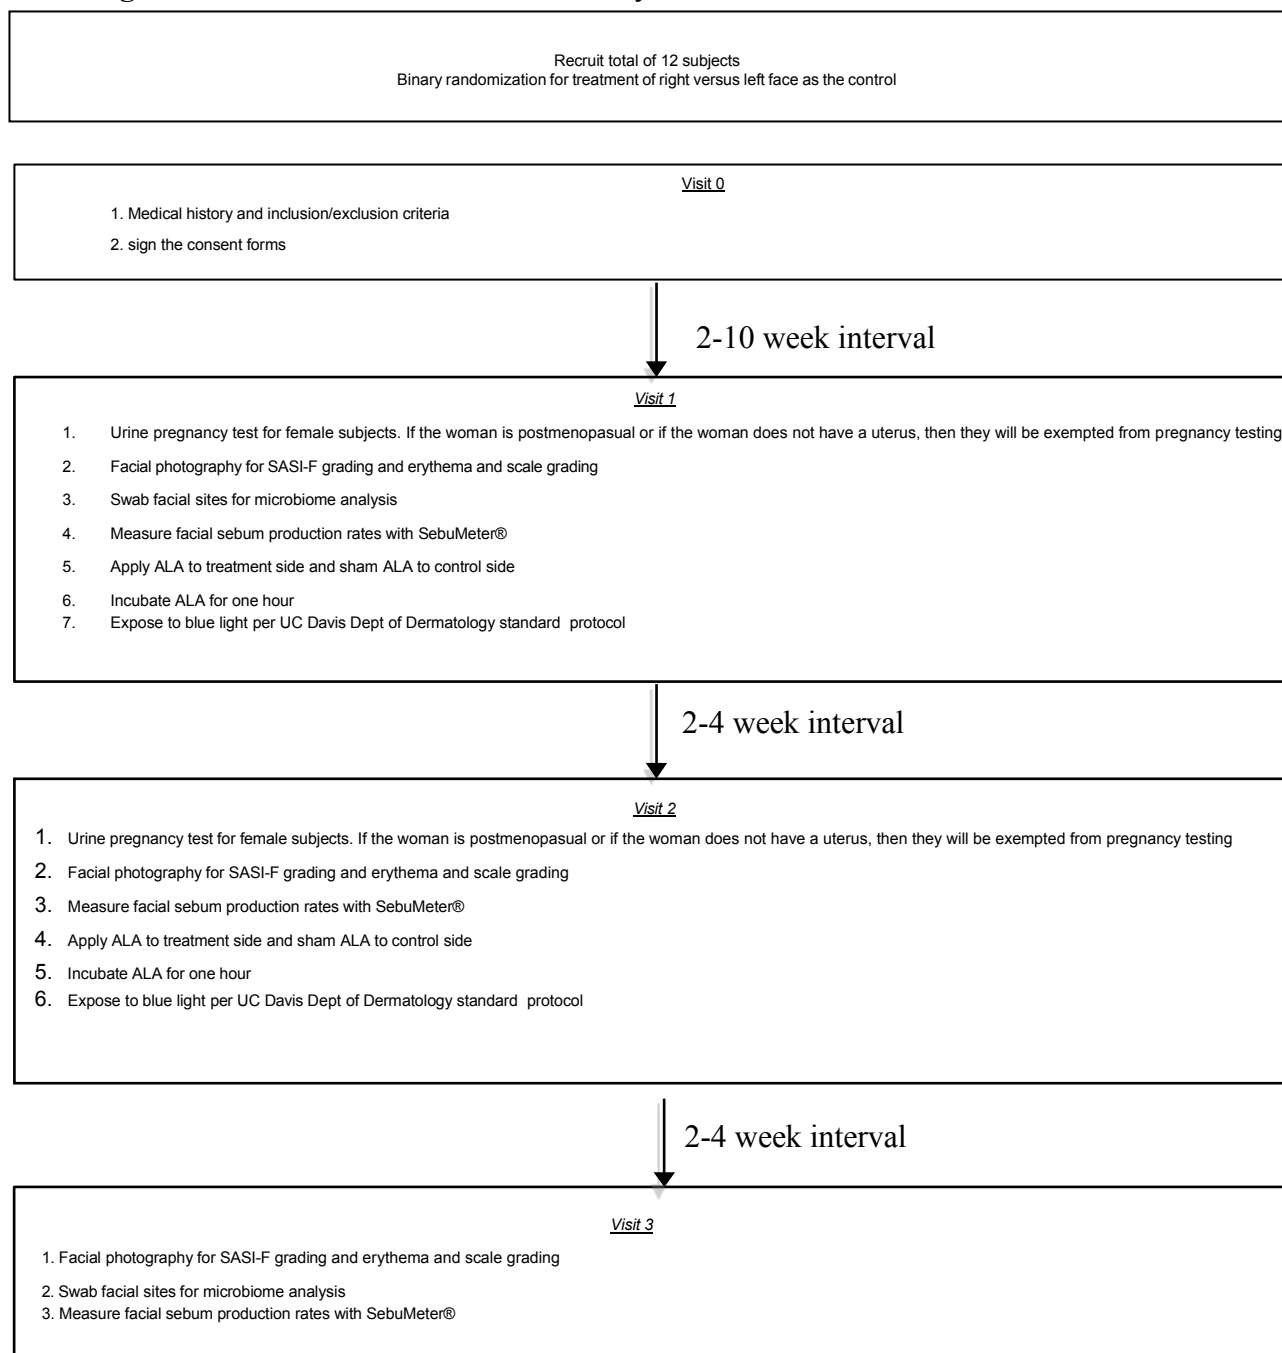 Recruit total of 12 subjects
Binary randomization for treatment of right versus left face as the control
Visit 0
1. Medical history and inclusion/exclusion criteria
2. sign the consent forms
2-10 week interval
Visit 1
1. Urine pregnancy test for female subjects. If the woman is postmenopasual or if the woman does not have a uterus, then they will be exempted from pregnancy testing
2. Facial photography for SASI-F grading and erythema and scale grading
3. Swab facial sites for microbiome analysis
4. Measure facial sebum production rates with SebuMeter®
5. Apply ALA to treatment side and sham ALA to control side
6. Incubate ALA for one hour
7. Expose to blue light per UC Davis Dept of Dermatology standard protocol
2-4 week interval
Visit 2
1. Urine pregnancy test for female subjects. If the woman is postmenopasual or if the woman does not have a uterus, then they will be exempted from pregnancy testing
2. Facial photography for SASI-F grading and erythema and scale grading
3. Measure facial sebum production rates with SebuMeter®
4. Apply ALA to treatment side and sham ALA to control side
5. Incubate ALA for one hour
6. Expose to blue light per UC Davis Dept of Dermatology standard protocol
2-4 week interval
Visit 3
1. Facial photography for SASI-F grading and erythema and scale grading
2. Swab facial sites for microbiome analysis
3. Measure facial sebum production rates with SebuMeter®